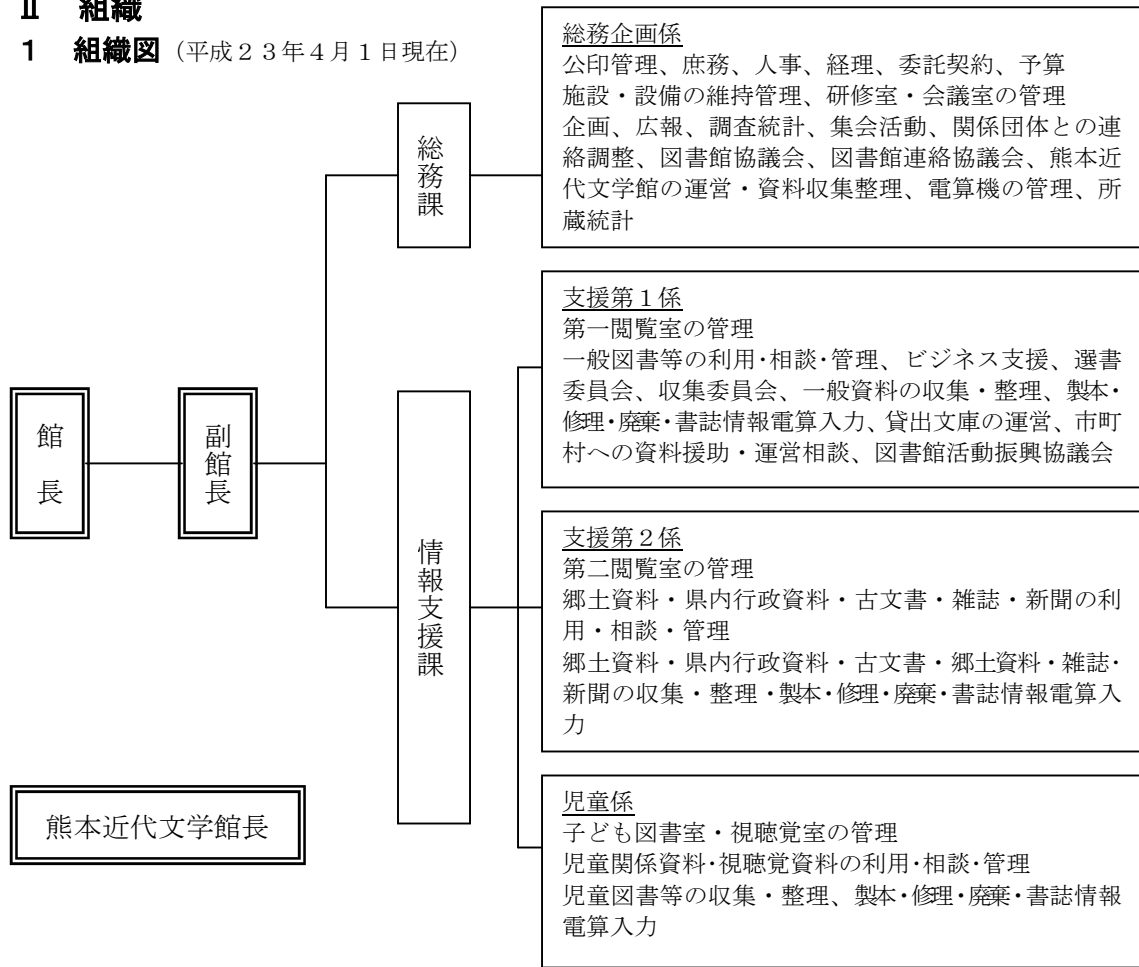 Ⅱ 組織
1 組織図（平成２３年４月１日現在）
館長
副館長
総務課
総務企画係
公印管理、庶務、人事、経理、委託契約、予算
施設・設備の維持管理、研修室・会議室の管理
企画、広報、調査統計、集会活動、関係団体との連
絡調整、図書館協議会、図書館連絡協議会、熊本近
代文学館の運営・資料収集整理、電算機の管理、所
蔵統計
情報支援課
支援第１係
第一閲覧室の管理
一般図書等の利用・相談・管理、ビジネス支援、選書
委員会、収集委員会、一般資料の収集・整理、製本・
修理・廃棄・書誌情報電算入力、貸出文庫の運営、市町
村への資料援助・運営相談、図書館活動振興協議会
支援第２係
第二閲覧室の管理
郷土資料・県内行政資料・古文書・雑誌・新聞の利
用・相談・管理
郷土資料・県内行政資料・古文書・郷土資料・雑誌・
新聞の収集・整理・製本・修理・廃棄・書誌情報電算入
力
児童係
子ども図書室・視聴覚室の管理
児童関係資料・視聴覚資料の利用・相談・管理
児童図書等の収集・整理、製本・修理・廃棄・書誌情報
電算入力
熊本近代文学館長